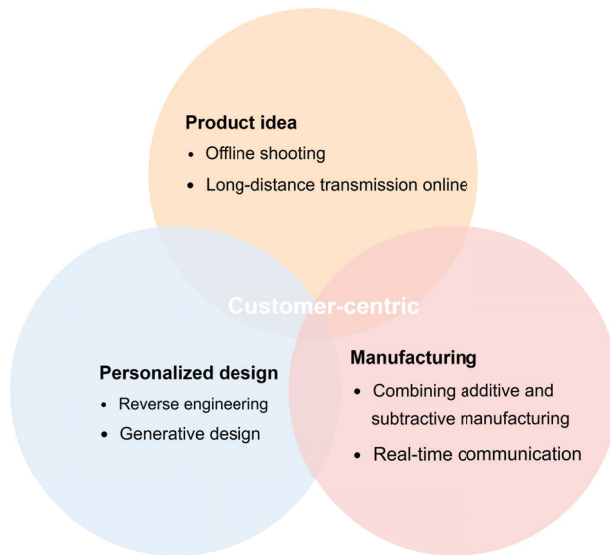 Product idea
• Offline shooting
• Long-distance transmission online
Customer-centric
Personalized design
• Reverse engineering
• Generative design
Manufacturing
• Combining additive and
subtractive manufacturing
• Real-time communication